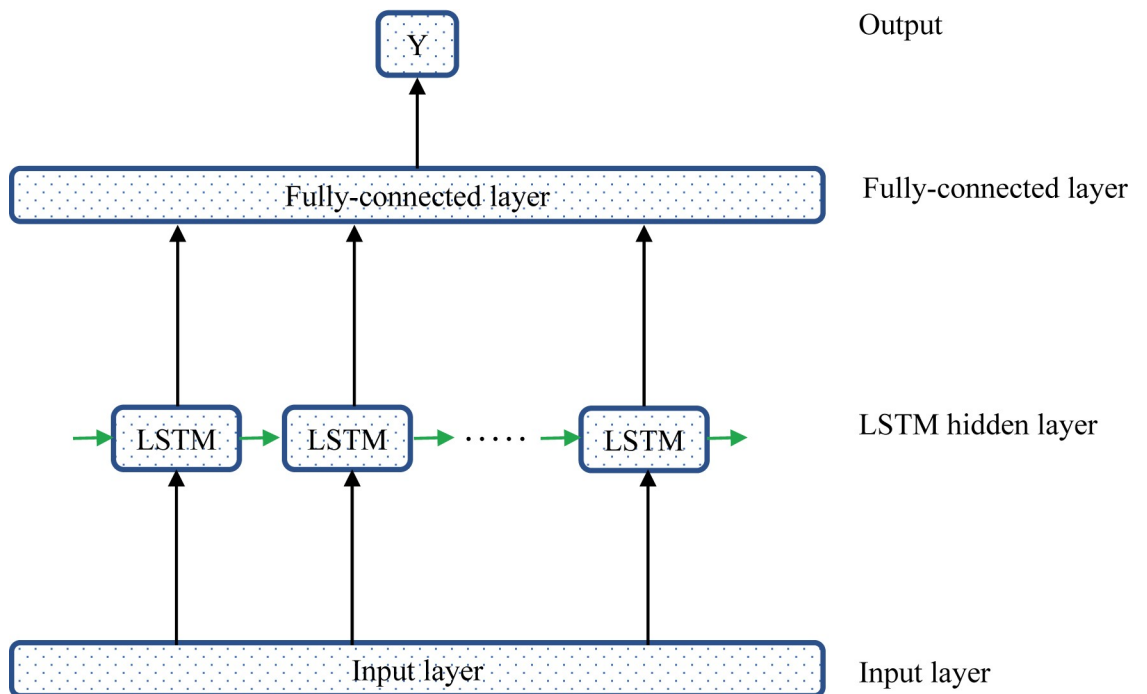 Y
Output
Fully-connected layer
Fully-connected layer
LSTM
LSTM
.....
LSTM
LSTM hidden layer
Input layer
Input layer